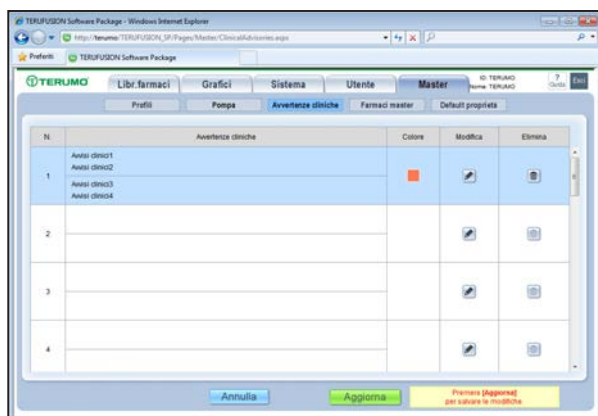 TERUFUSION Software Package - Windows Internet Explorer
http://terumo/TERUFUSION_SP/Pages/Master/ClinicalAdvisories.aspx
Preferiti TERUFUSION Software Package
TERUMO Libr.farmaci Grafici Sistema Utente Master ID: TERUMO Nome: TERUMO ? Guida Esci
Profili Pompa Avvertenze cliniche Farmaci master Default proprietà
N. Avvertenze cliniche Colore Modifica Elimina
1
Avvisi clinici1
Avvisi clinici2
Avvisi clinici3
Avvisi clinici4
2
3
4
Annulla Aggiorna
Premere [Aggiorna]
per salvare le modifiche.